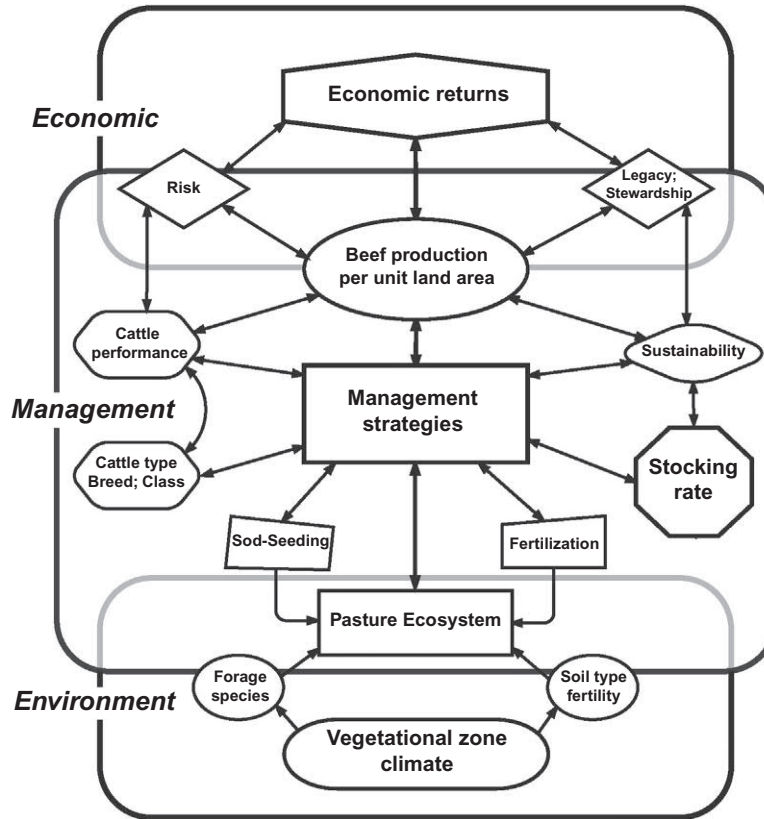 Economic returns
Economic
Risk
Legacy;
Stewardship
Beef production
per unit land area
Cattle
performance
Sustainability
Management
Management
strategies
Cattle type
Breed; Class
Stocking
rate
Sod-Seeding
Fertilization
Pasture Ecosystem
Forage
species
Soil type
fertility
Environment
Vegetational zone
climate